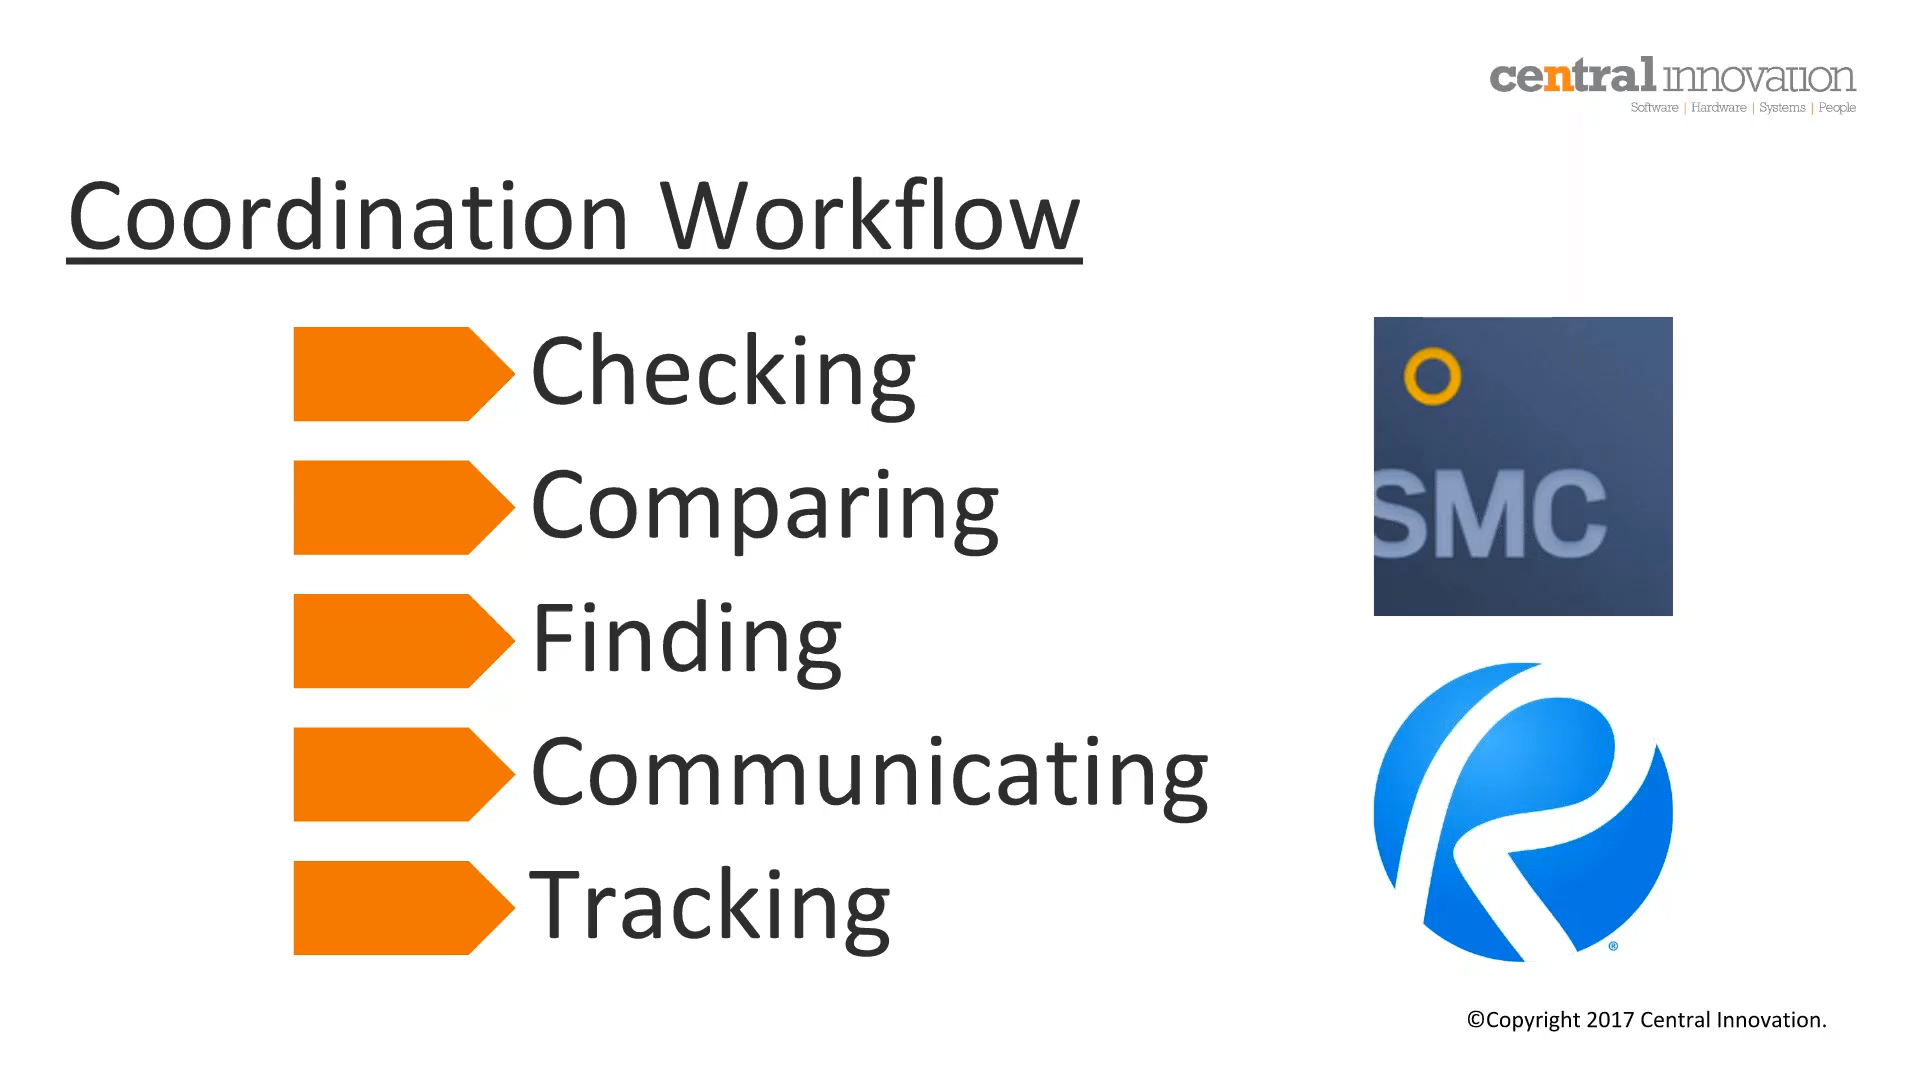 central innovation
Software | Hardware | Systems | People
Coordination Workflow
Checking
Comparing
Finding
Communicating
Tracking
SMC
®
©Copyright 2017 Central Innovation.